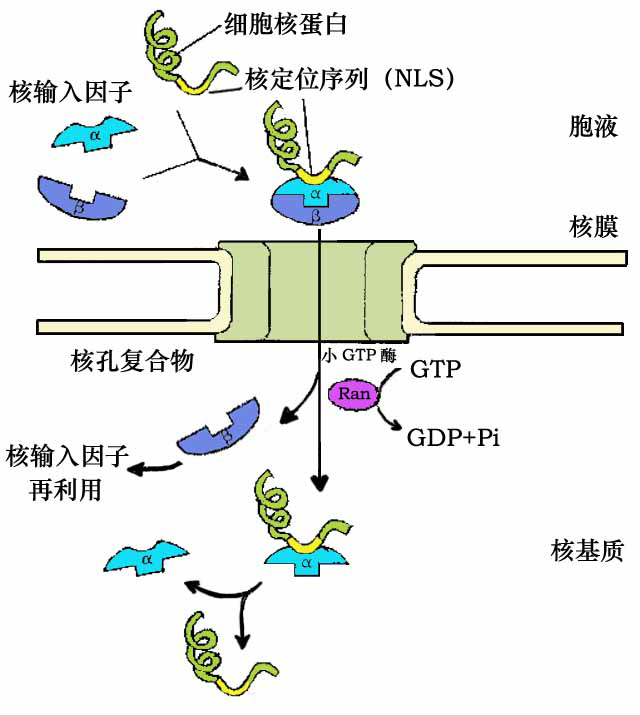 细胞核蛋白
核定位序列（NLS）
核输入因子
α
β
胞液
α
β
核膜
核孔复合物
小 GTP 酶
GTP
Ran
GDP+Pi
β
核输入因子
再利用
核基质
α
α